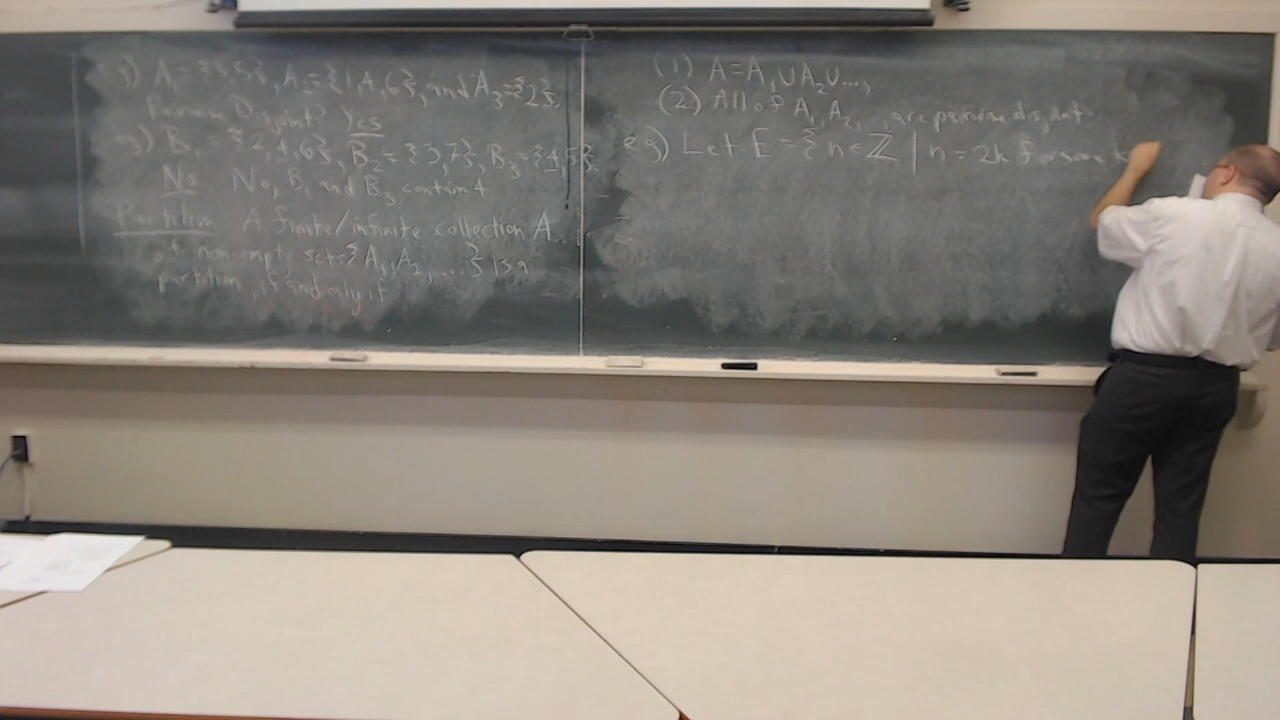 g) A₁={3,5}, A₂={1,4,6}, and A₃={2}.
Pairwise Disjoint? Yes
g) B₁={2,4,6}, B₂={3,7}, B₃={4,5}
No No, B₁ and B₃ contain 4
Partition A finite/infinite collection A
of non-empty sets {A₁, A₂, ...} is a
partition, if and only if
(1) A=A₁∪A₂∪...,
(2) All of A₁, A₂, are pairwise disjoint
eg) Let E={n∈ℤ | n=2k for some k